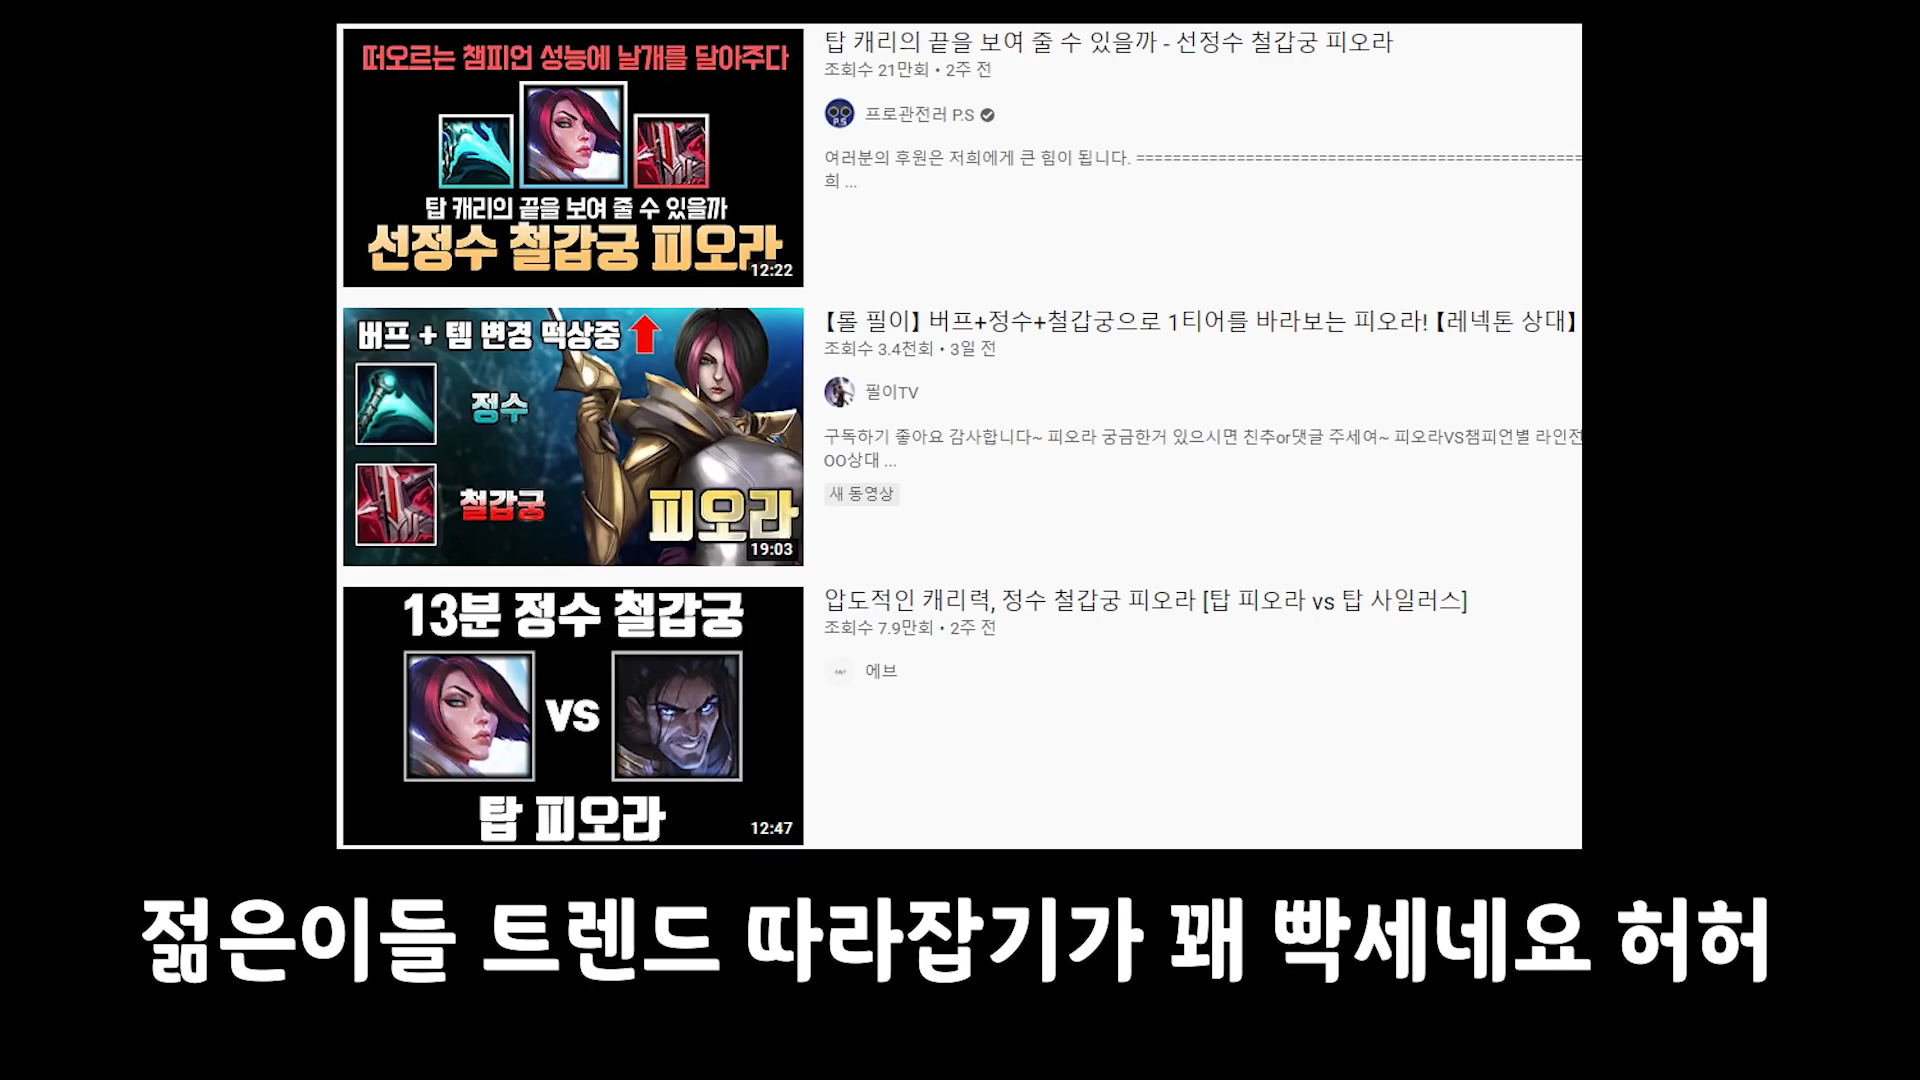 떠오르는 챔피언 성능에 날개를 달아주다
탑 캐리의 끝을 보여 줄 수 있을까
선정수 철갑궁 피오라
12:22
탑 캐리의 끝을 보여 줄 수 있을까 - 선정수 철갑궁 피오라
조회수 21만회 • 2주 전
P.S
프로관전러 P.S
여러분의 후원은 저희에게 큰 힘이 됩니다. ================================================
희 ...
버프 + 템 변경 떡상중
정수
철갑궁
피오라
19:03
【롤 필이】 버프+정수+철갑궁으로 1티어를 바라보는 피오라! 【레넥톤 상대】
조회수 3.4천회 • 3일 전
필이TV
구독하기 좋아요 감사합니다~ 피오라 궁금한거 있으시면 친추or댓글 주세여~ 피오라VS챔피언별 라인전
OO상대 ...
새 동영상
13분 정수 철갑궁
vs
탑 피오라
12:47
압도적인 캐리력, 정수 철갑궁 피오라 [탑 피오라 vs 탑 사일러스]
조회수 7.9만회 • 2주 전
에브
젊은이들 트렌드 따라잡기가 꽤 빡세네요 허허